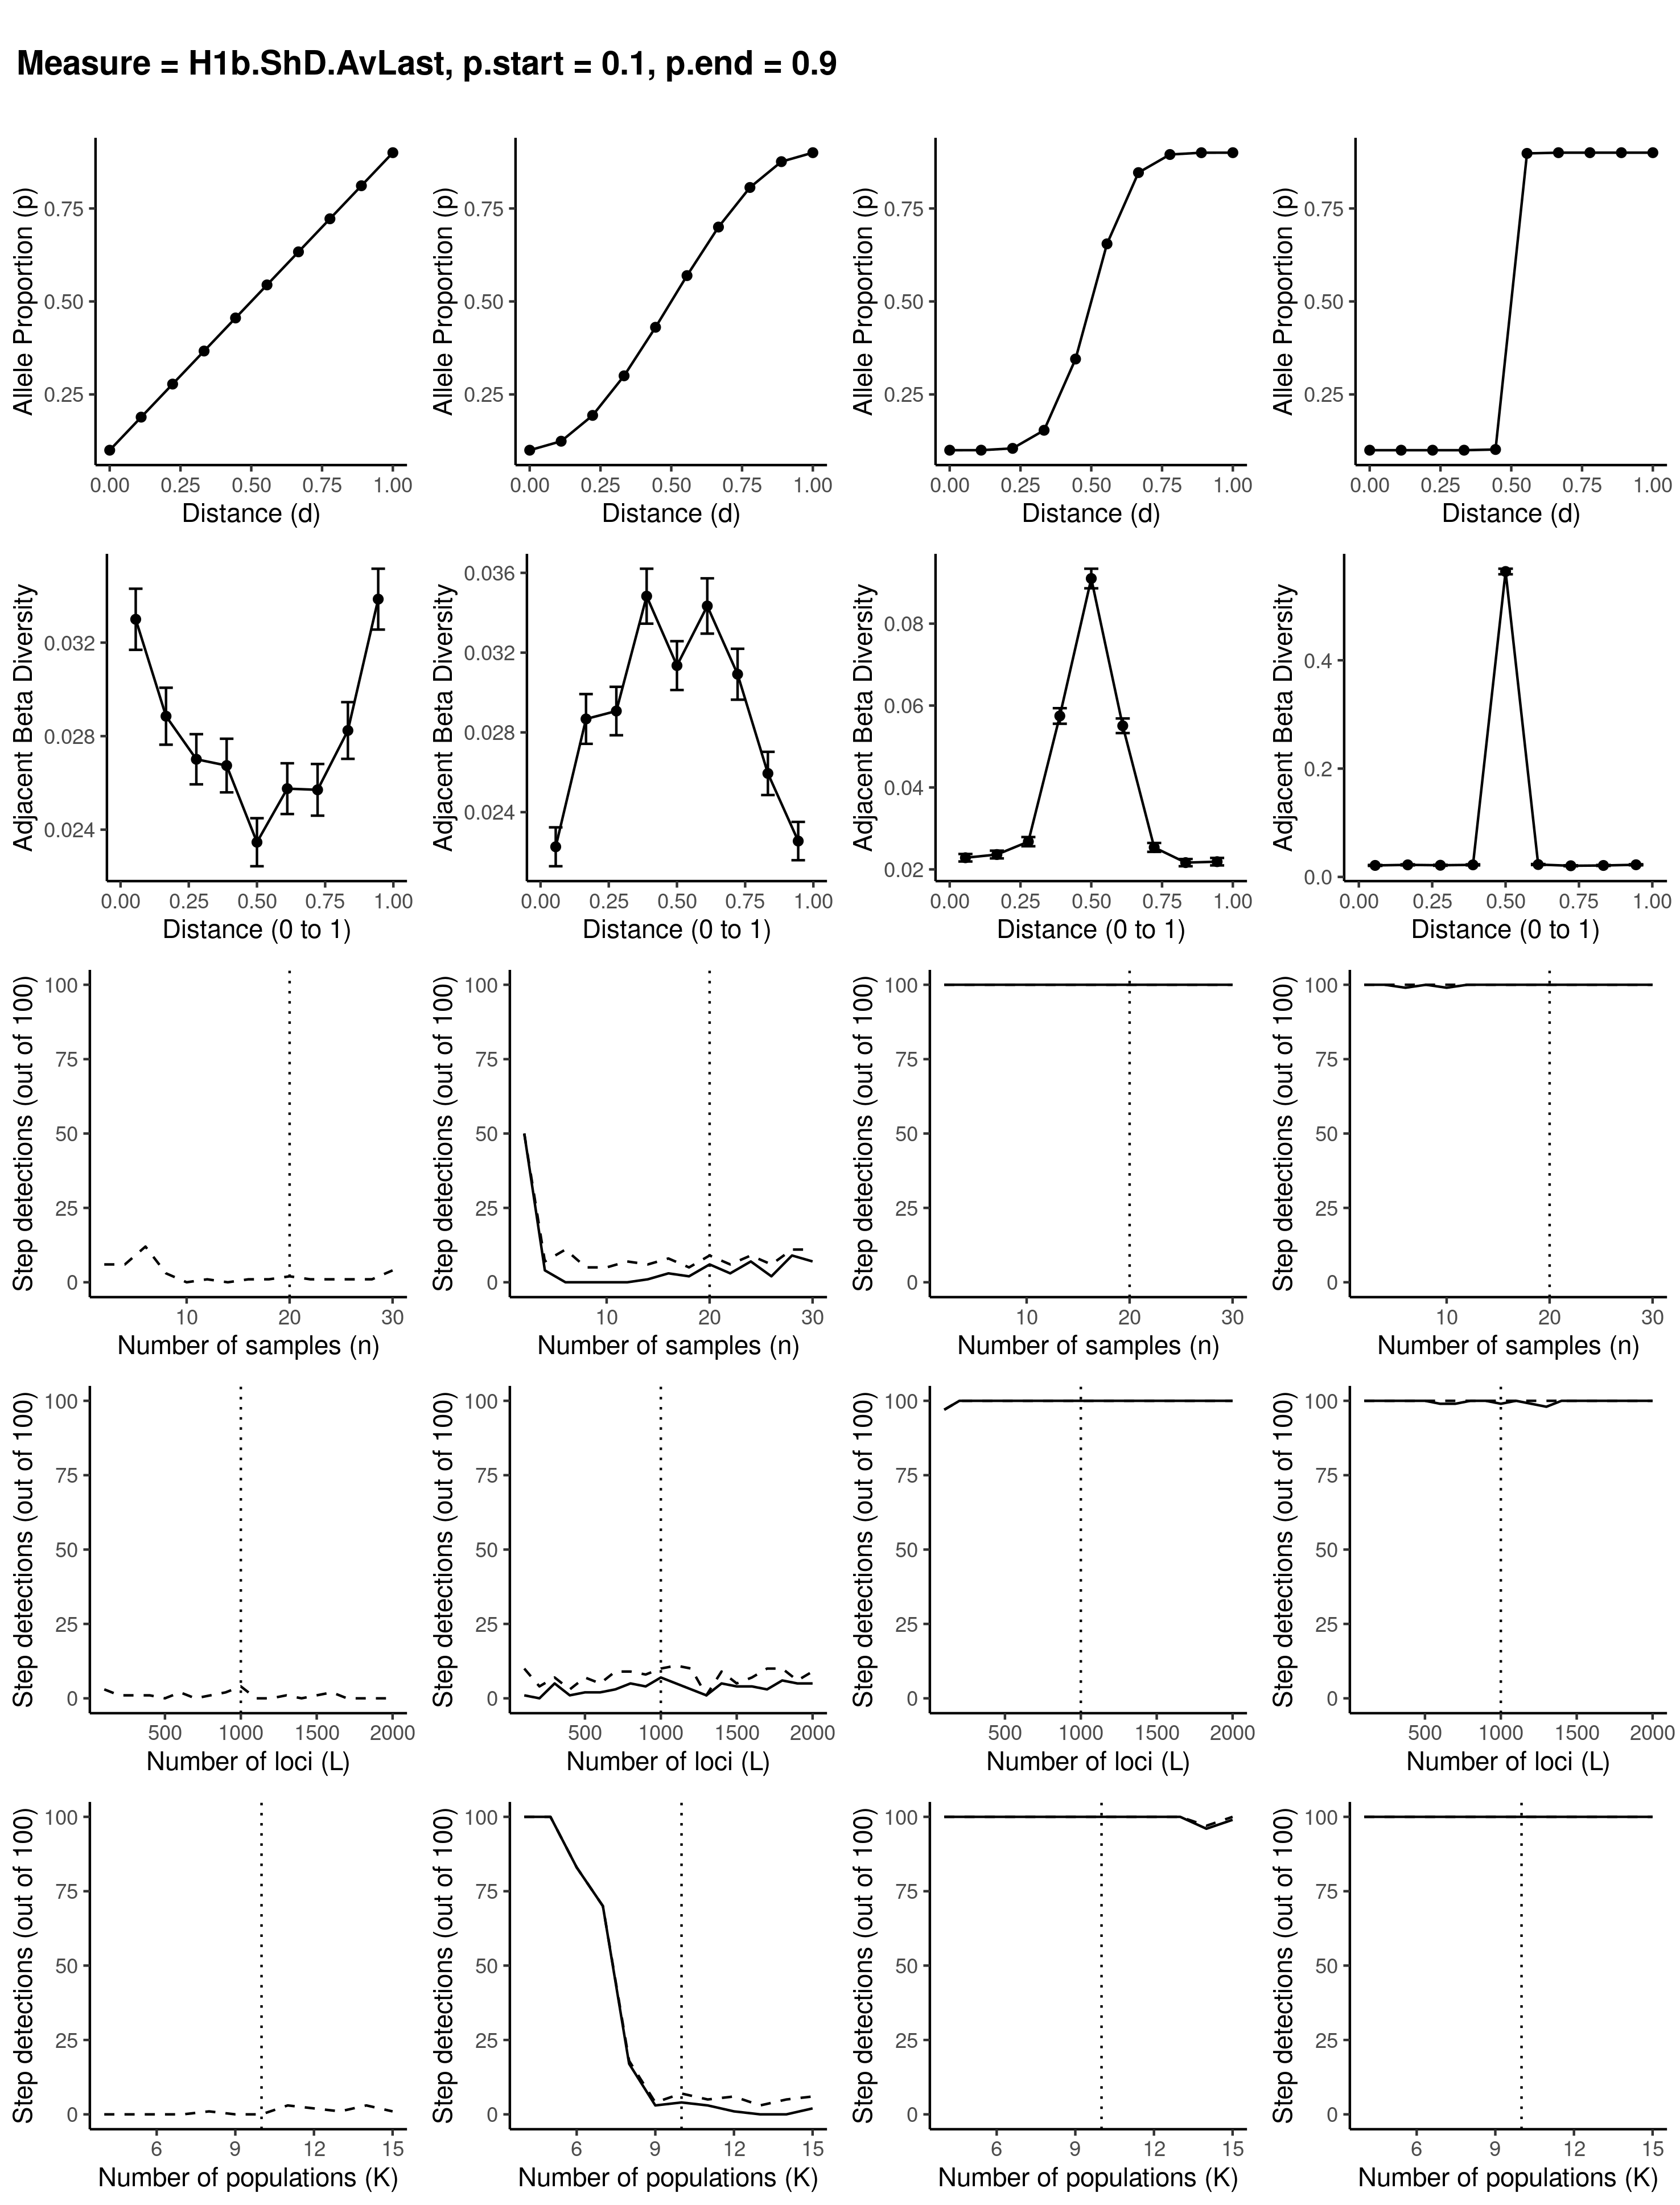 Measure = H1b.ShD.AvLast, p.start = 0.1, p.end = 0.9
Allele Proportion (p)
0.75
0.50
0.25
0.00 0.25 0.50 0.75 1.00
Distance (d)
Allele Proportion (p)
0.75
0.50
0.25
0.00 0.25 0.50 0.75 1.00
Distance (d)
Allele Proportion (p)
0.75
0.50
0.25
0.00 0.25 0.50 0.75 1.00
Distance (d)
Allele Proportion (p)
0.75
0.50
0.25
0.00 0.25 0.50 0.75 1.00
Distance (d)
Adjacent Beta Diversity
0.032
0.028
0.024
0.00 0.25 0.50 0.75 1.00
Distance (0 to 1)
Adjacent Beta Diversity
0.036
0.032
0.028
0.024
0.00 0.25 0.50 0.75 1.00
Distance (0 to 1)
Adjacent Beta Diversity
0.08
0.06
0.04
0.02
0.00 0.25 0.50 0.75 1.00
Distance (0 to 1)
Adjacent Beta Diversity
0.4
0.2
0.0
0.00 0.25 0.50 0.75 1.00
Distance (0 to 1)
Step detections (out of 100)
100
75
50
25
0
10 20 30
Number of samples (n)
Step detections (out of 100)
100
75
50
25
0
10 20 30
Number of samples (n)
Step detections (out of 100)
100
75
50
25
0
10 20 30
Number of samples (n)
Step detections (out of 100)
100
75
50
25
0
10 20 30
Number of samples (n)
Step detections (out of 100)
100
75
50
25
0
500 1000 1500 2000
Number of loci (L)
Step detections (out of 100)
100
75
50
25
0
500 1000 1500 2000
Number of loci (L)
Step detections (out of 100)
100
75
50
25
0
500 1000 1500 2000
Number of loci (L)
Step detections (out of 100)
100
75
50
25
0
500 1000 1500 2000
Number of loci (L)
Step detections (out of 100)
100
75
50
25
0
6 9 12 15
Number of populations (K)
Step detections (out of 100)
100
75
50
25
0
6 9 12 15
Number of populations (K)
Step detections (out of 100)
100
75
50
25
0
6 9 12 15
Number of populations (K)
Step detections (out of 100)
100
75
50
25
0
6 9 12 15
Number of populations (K)